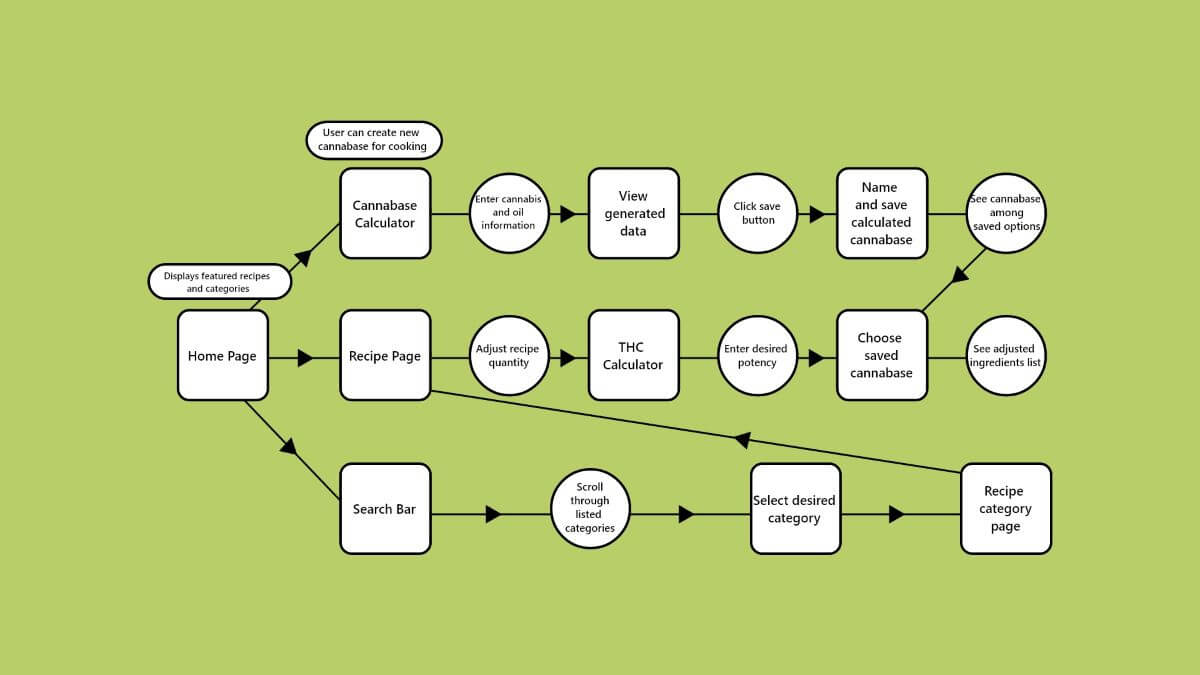 User can create new
cannabase for cooking
Cannabase
Calculator
Enter cannabis
and oil
information
View
generated
data
Click save
button
Name
and save
calculated
cannabase
See cannabase
among
saved options
Displays featured recipes
and categories
Home Page
Recipe Page
Adjust recipe
quantity
THC
Calculator
Enter desired
potency
Choose
saved
cannabase
See adjusted
ingredients list
Search Bar
Scroll
through
listed
categories
Select desired
category
Recipe
category
page